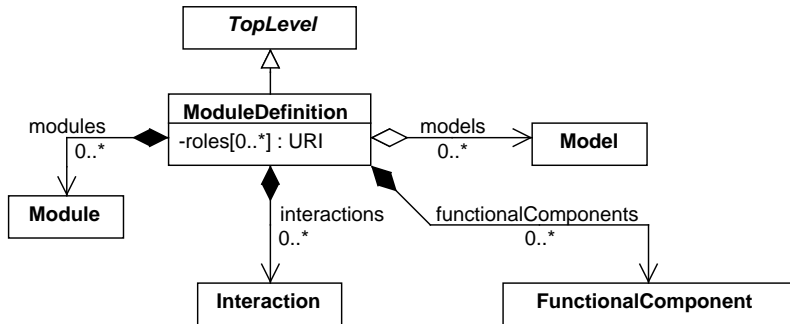 TopLevel
ModuleDefinition
-roles[0..*] : URI
modules
0..*
models
0..*
Model
Module
interactions
0..*
functionalComponents
0..*
Interaction
FunctionalComponent